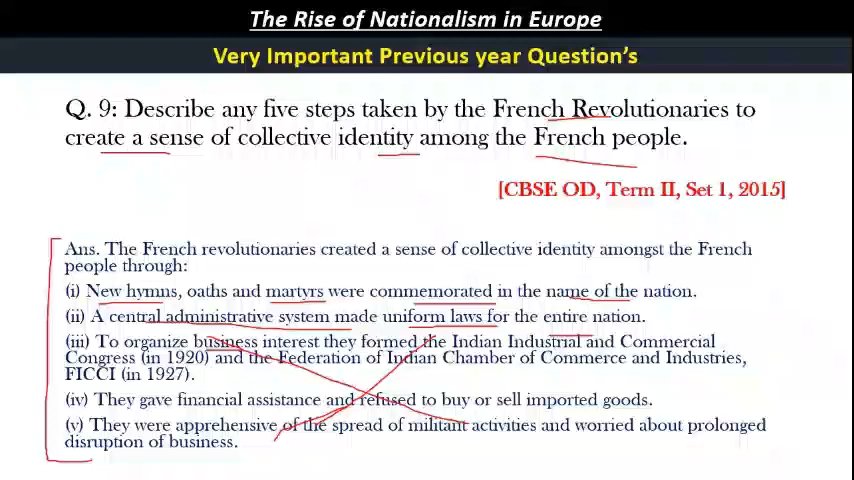 The Rise of Nationalism in Europe
Very Important Previous year Question's
Q. 9: Describe any five steps taken by the French Revolutionaries to
create a sense of collective identity among the French people.
[CBSE OD, Term II, Set 1, 2015]
Ans. The French revolutionaries created a sense of collective identity amongst the French
people through:
(i) New hymns, oaths and martyrs were commemorated in the name of the nation.
(ii) A central administrative system made uniform laws for the entire nation.
(iii) To organize business interest they formed the Indian Industrial and Commercial
Congress (in 1920) and the Federation of Indian Chamber of Commerce and Industries,
FICCI (in 1927).
(iv) They gave financial assistance and refused to buy or sell imported goods.
(v) They were apprehensive of the spread of militant activities and worried about prolonged
disruption of business.